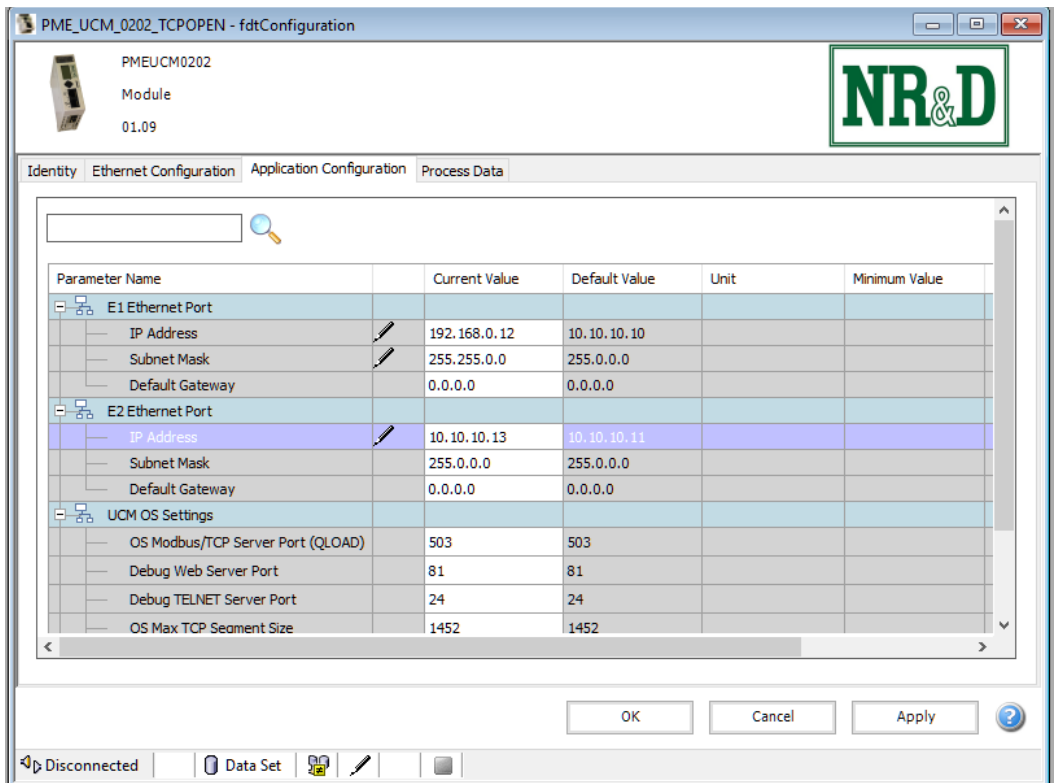 PME_UCM_0202_TCPOPEN - fdtConfiguration
PMEUCM0202
Module
01.09
NR&D
Identity Ethernet Configuration Application Configuration Process Data
Parameter Name Current Value Default Value Unit Minimum Value
E1 Ethernet Port
IP Address 192.168.0.12 10.10.10.10
Subnet Mask 255.255.0.0 255.0.0.0
Default Gateway 0.0.0.0 0.0.0.0
E2 Ethernet Port
IP Address 10.10.10.13 10.10.10.11
Subnet Mask 255.0.0.0 255.0.0.0
Default Gateway 0.0.0.0 0.0.0.0
UCM OS Settings
OS Modbus/TCP Server Port (QLOAD) 503 503
Debug Web Server Port 81 81
Debug TELNET Server Port 24 24
OS Max TCP Segment Size 1452 1452
OK Cancel Apply ?
Disconnected Data Set